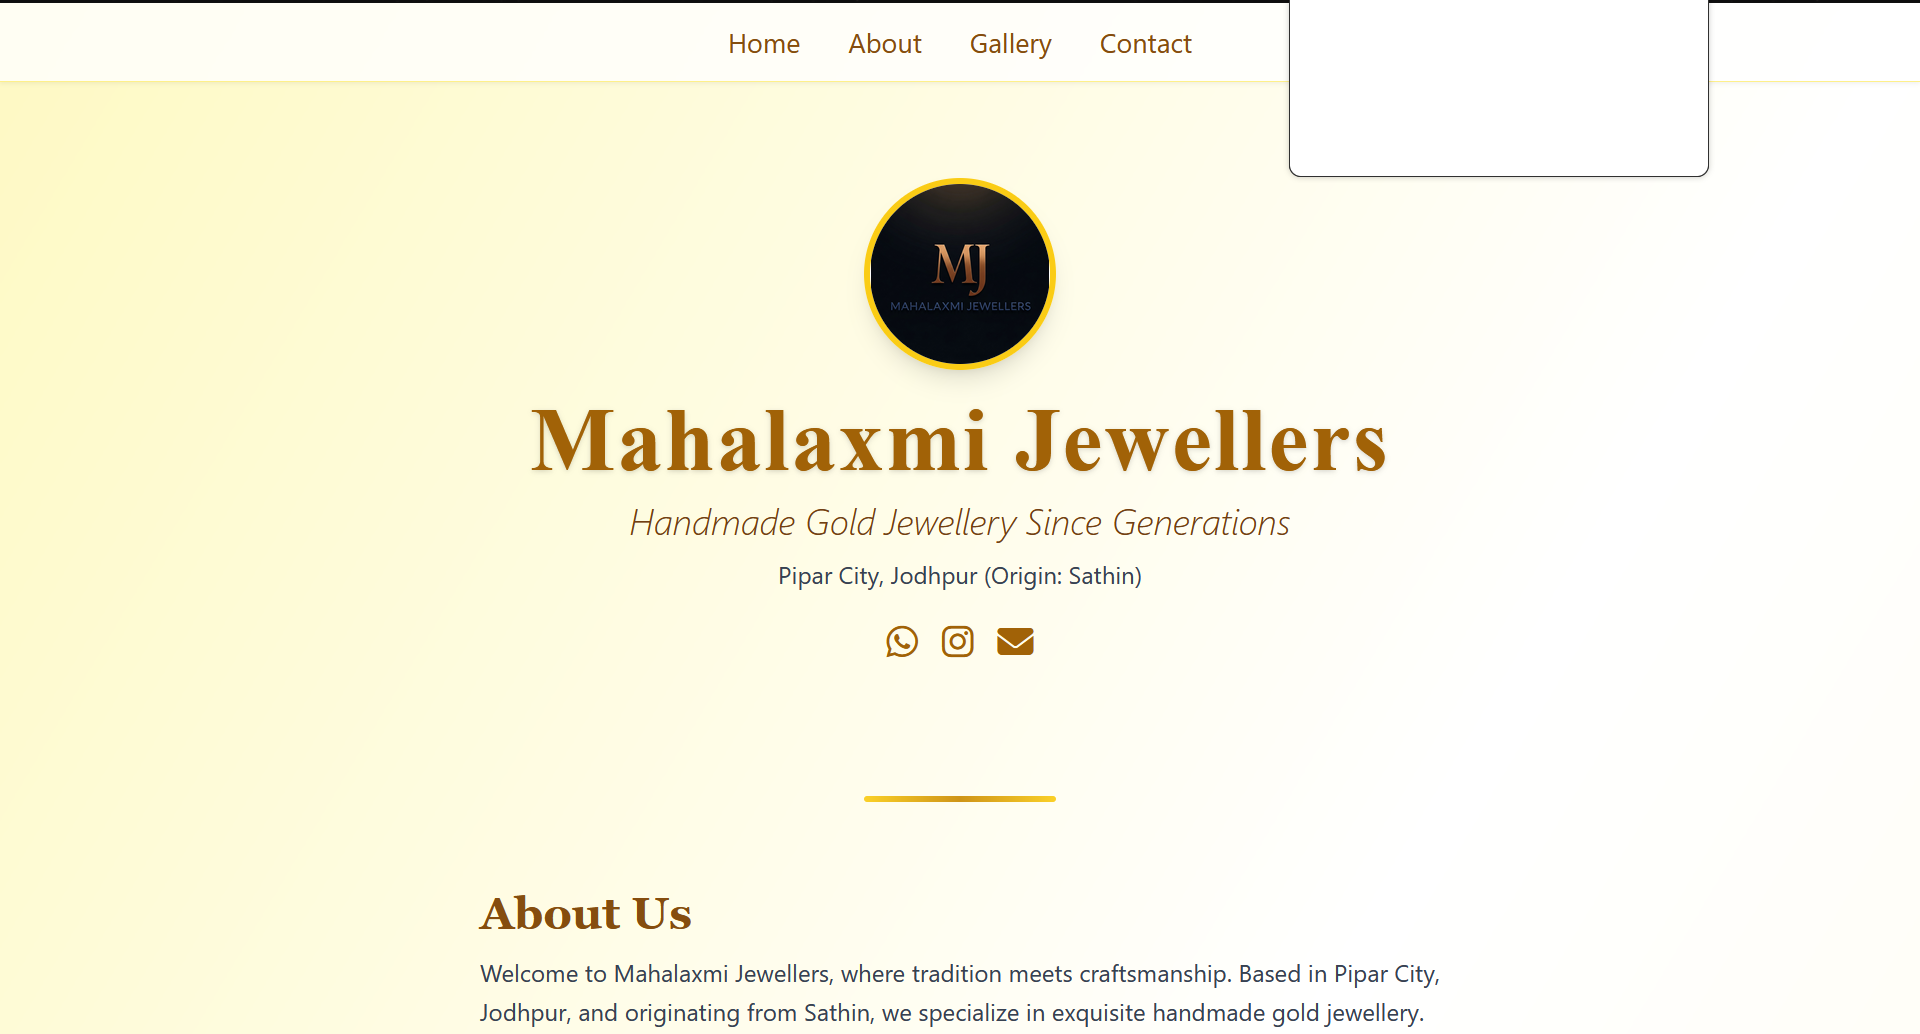 Home About Gallery Contact
MJ
MAHALAXMI JEWELLERS
Mahalaxmi Jewellers
Handmade Gold Jewellery Since Generations
Pipar City, Jodhpur (Origin: Sathin)
About Us
Welcome to Mahalaxmi Jewellers, where tradition meets craftsmanship. Based in Pipar City,
Jodhpur, and originating from Sathin, we specialize in exquisite handmade gold jewellery.